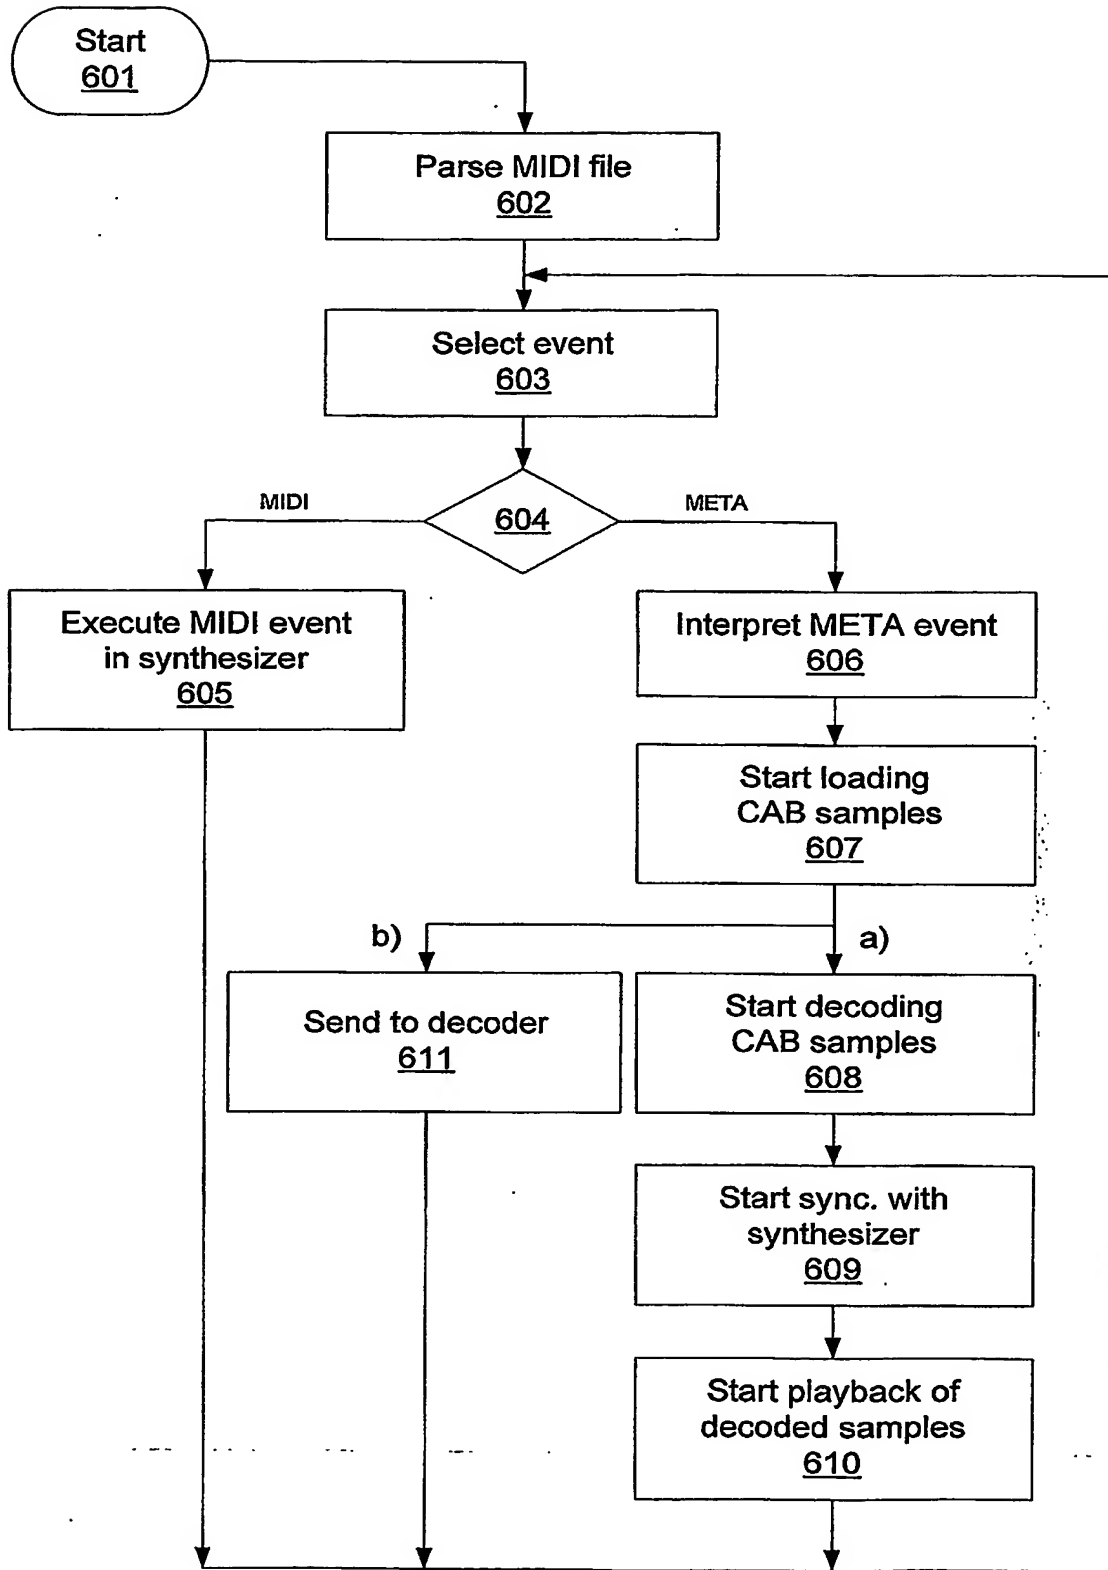 Start
601
Parse MIDI file
602
Select event
603
MIDI
604
META
Execute MIDI event
in synthesizer
605
Interpret META event
606
Start loading
CAB samples
607
b)
a)
Send to decoder
611
Start decoding
CAB samples
608
Start sync. with
synthesizer
609
Start playback of
decoded samples
610